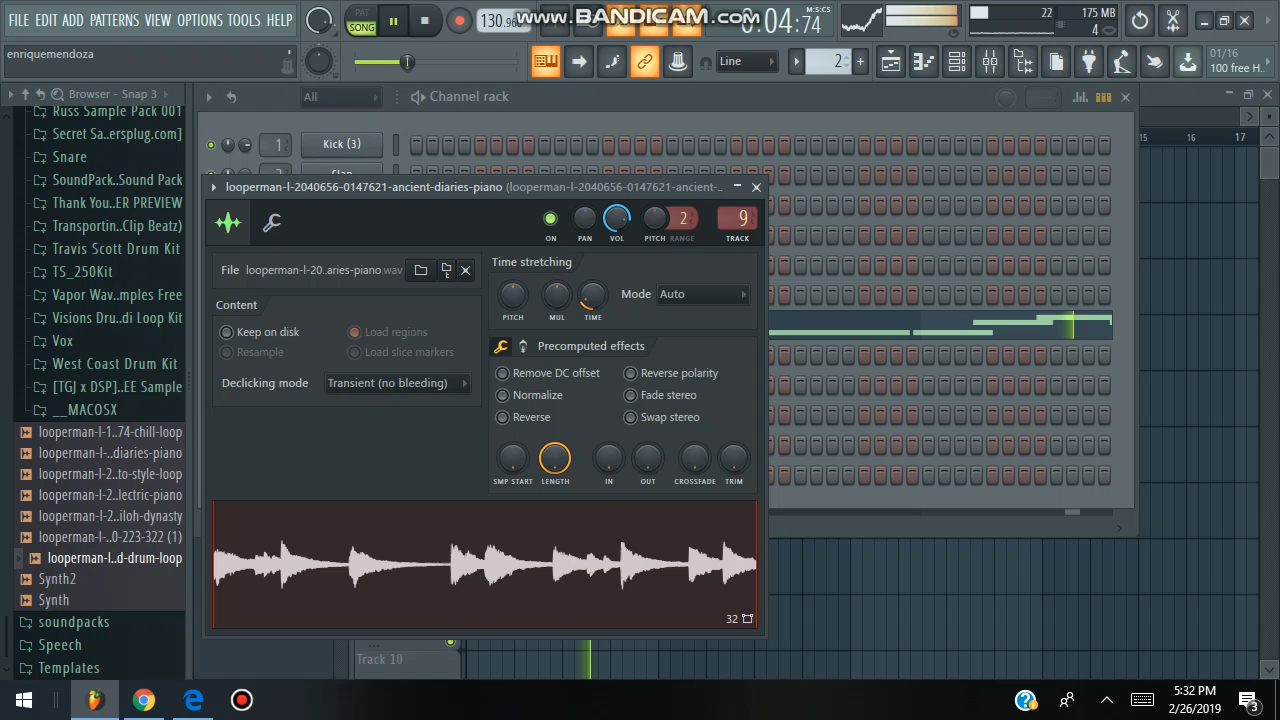 FILE EDIT ADD PATTERNS VIEW OPTIONS TOOLS HELP
PAT
SONG
130.96
www.BANDICAM.com
0:04:74
M:S:CS
22
175 MB
4
enriquemendoza
Line
2
01/16
100 free H..
Browser - Snap 3
All
Channel rack
Russ Sample Pack 001
Secret Sa..ersplug.com]
Snare
SoundPack..Sound Pack
Thank You..ER PREVIEW
Transportin..Clip Beatz)
Travis Scott Drum Kit
TS_250Kit
Vapor Wav..mples Free
Visions Dru..di Loop Kit
Vox
West Coast Drum Kit
[TGJ x DSP]..EE Sample
__MACOSX
looperman-l-1..74-chill-loop
looperman-l-..diaries-piano
looperman-l-2..to-style-loop
looperman-l-2..lectric-piano
looperman-l-2..iloh-dynasty
looperman-l-..0-223-322 (1)
looperman-l..d-drum-loop
Synth2
Synth
soundpacks
Speech
Templates
1
Kick (3)
15
16
17
looperman-l-2040656-0147621-ancient-diaries-piano (looperman-l-2040656-0147621-ancient-..
2
9
ON
PAN
VOL
PITCH
RANGE
TRACK
File
looperman-l-20..aries-piano.wav
Content
Keep on disk
Load regions
Resample
Load slice markers
Declicking mode
Transient (no bleeding)
Time stretching
PITCH
MUL
TIME
Mode
Auto
Precomputed effects
Remove DC offset
Reverse polarity
Normalize
Fade stereo
Reverse
Swap stereo
SMP START
LENGTH
IN
OUT
CROSSFADE
TRIM
32
Track 10
5:32 PM
2/26/2019
3